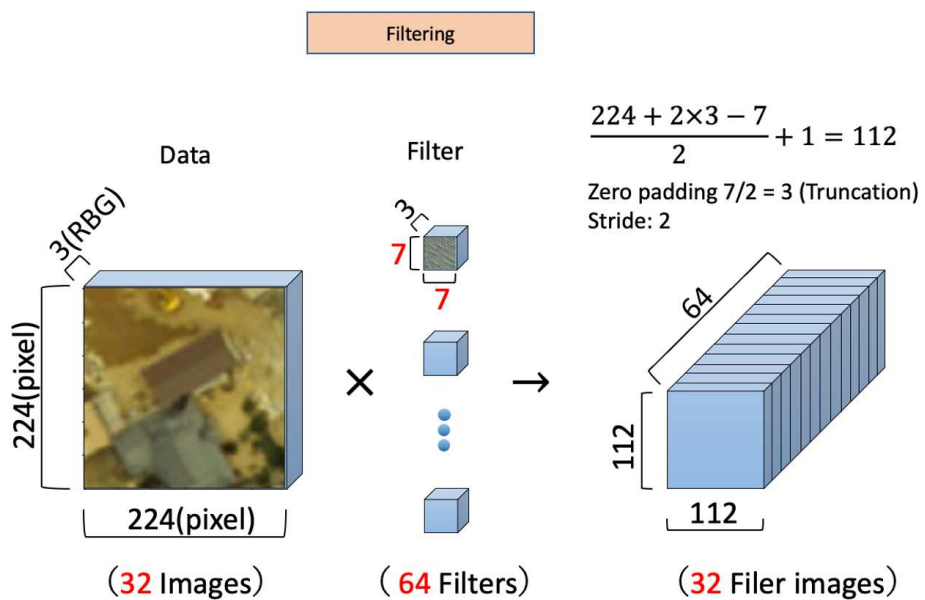 Filtering
Data
Filter
(224 + 2×3 − 7)/2 + 1 = 112
Zero padding 7/2 = 3 (Truncation)
Stride: 2
3(RBG)
224(pixel)
224(pixel)
3
7
7
×
→
64
112
112
(32 Images)
( 64 Filters)
(32 Filer images)